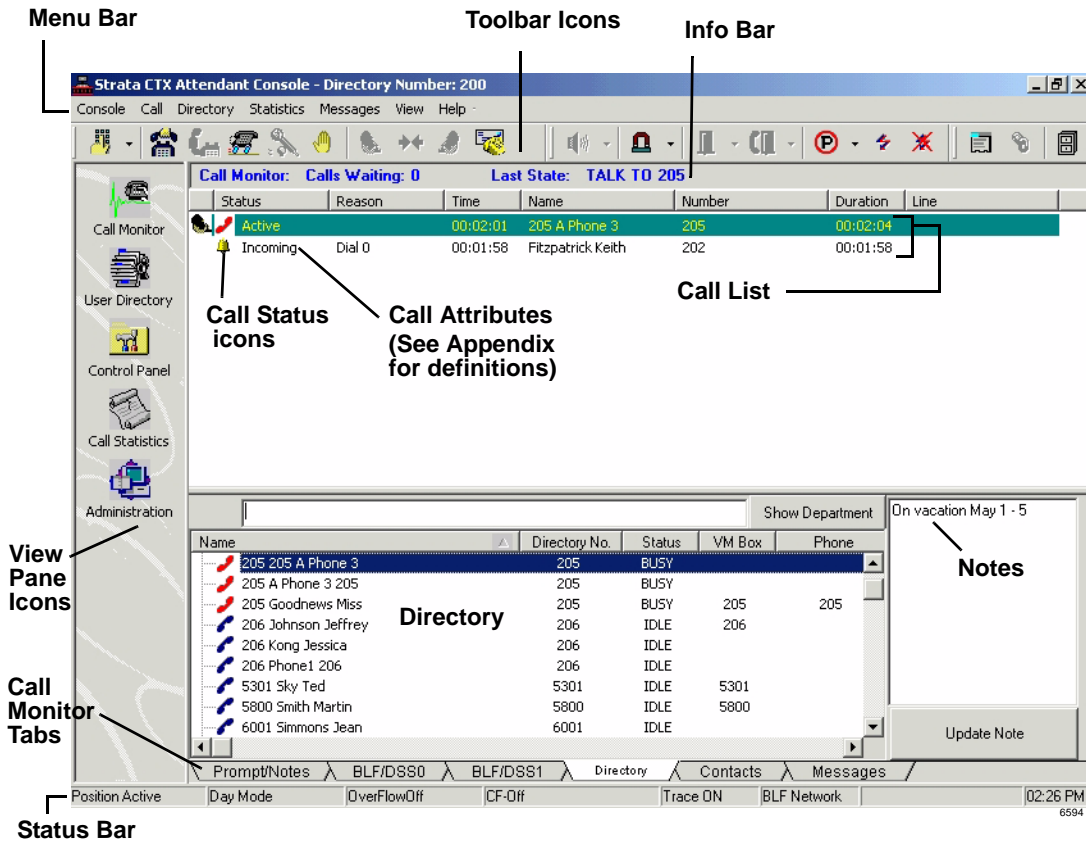 Menu Bar
Toolbar Icons
Info Bar
Strata CTX Attendant Console - Directory Number: 200
Console Call Directory Statistics Messages View Help
Call Monitor: Calls Waiting: 0 Last State: TALK TO 205
Status Reason Time Name Number Duration Line
Active 00:02:01 205 A Phone 3 205 00:02:04
Incoming Dial 0 00:01:58 Fitzpatrick Keith 202 00:01:58
Call Monitor
User Directory
Control Panel
Call Statistics
Administration
Call Status
icons
Call Attributes
(See Appendix
for definitions)
Call List
Show Department
On vacation May 1 - 5
Name Directory No. Status VM Box Phone
205 205 A Phone 3 205 BUSY
205 A Phone 3 205 205 BUSY
205 Goodnews Miss 205 BUSY 205 205
206 Johnson Jeffrey 206 IDLE 206
206 Kong Jessica 206 IDLE
206 Phone1 206 206 IDLE
5301 Sky Ted 5301 IDLE 5301
5800 Smith Martin 5800 IDLE 5800
6001 Simmons Jean 6001 IDLE
Directory
Notes
Update Note
View
Pane
Icons
Call
Monitor
Tabs
Prompt/Notes BLF/DSS0 BLF/DSS1 Directory Contacts Messages
Position Active Day Mode OverFlowOff CF-Off Trace ON BLF Network 02:26 PM
6594
Status Bar